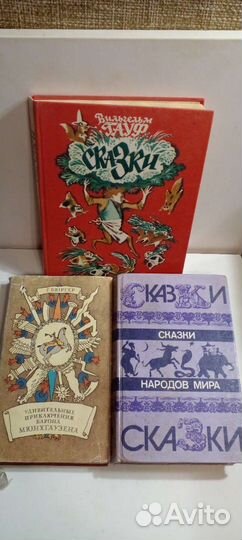 Вильгельм
ГАУФ
СКАЗКИ
Г. БЮРГЕР
УДИВИТЕЛЬНЫЕ
ПРИКЛЮЧЕНИЯ
БАРОНА
МЮНХГАУЗЕНА
СКАЗКИ
СКАЗКИ
НАРОДОВ МИРА
СКАЗКИ
Avito